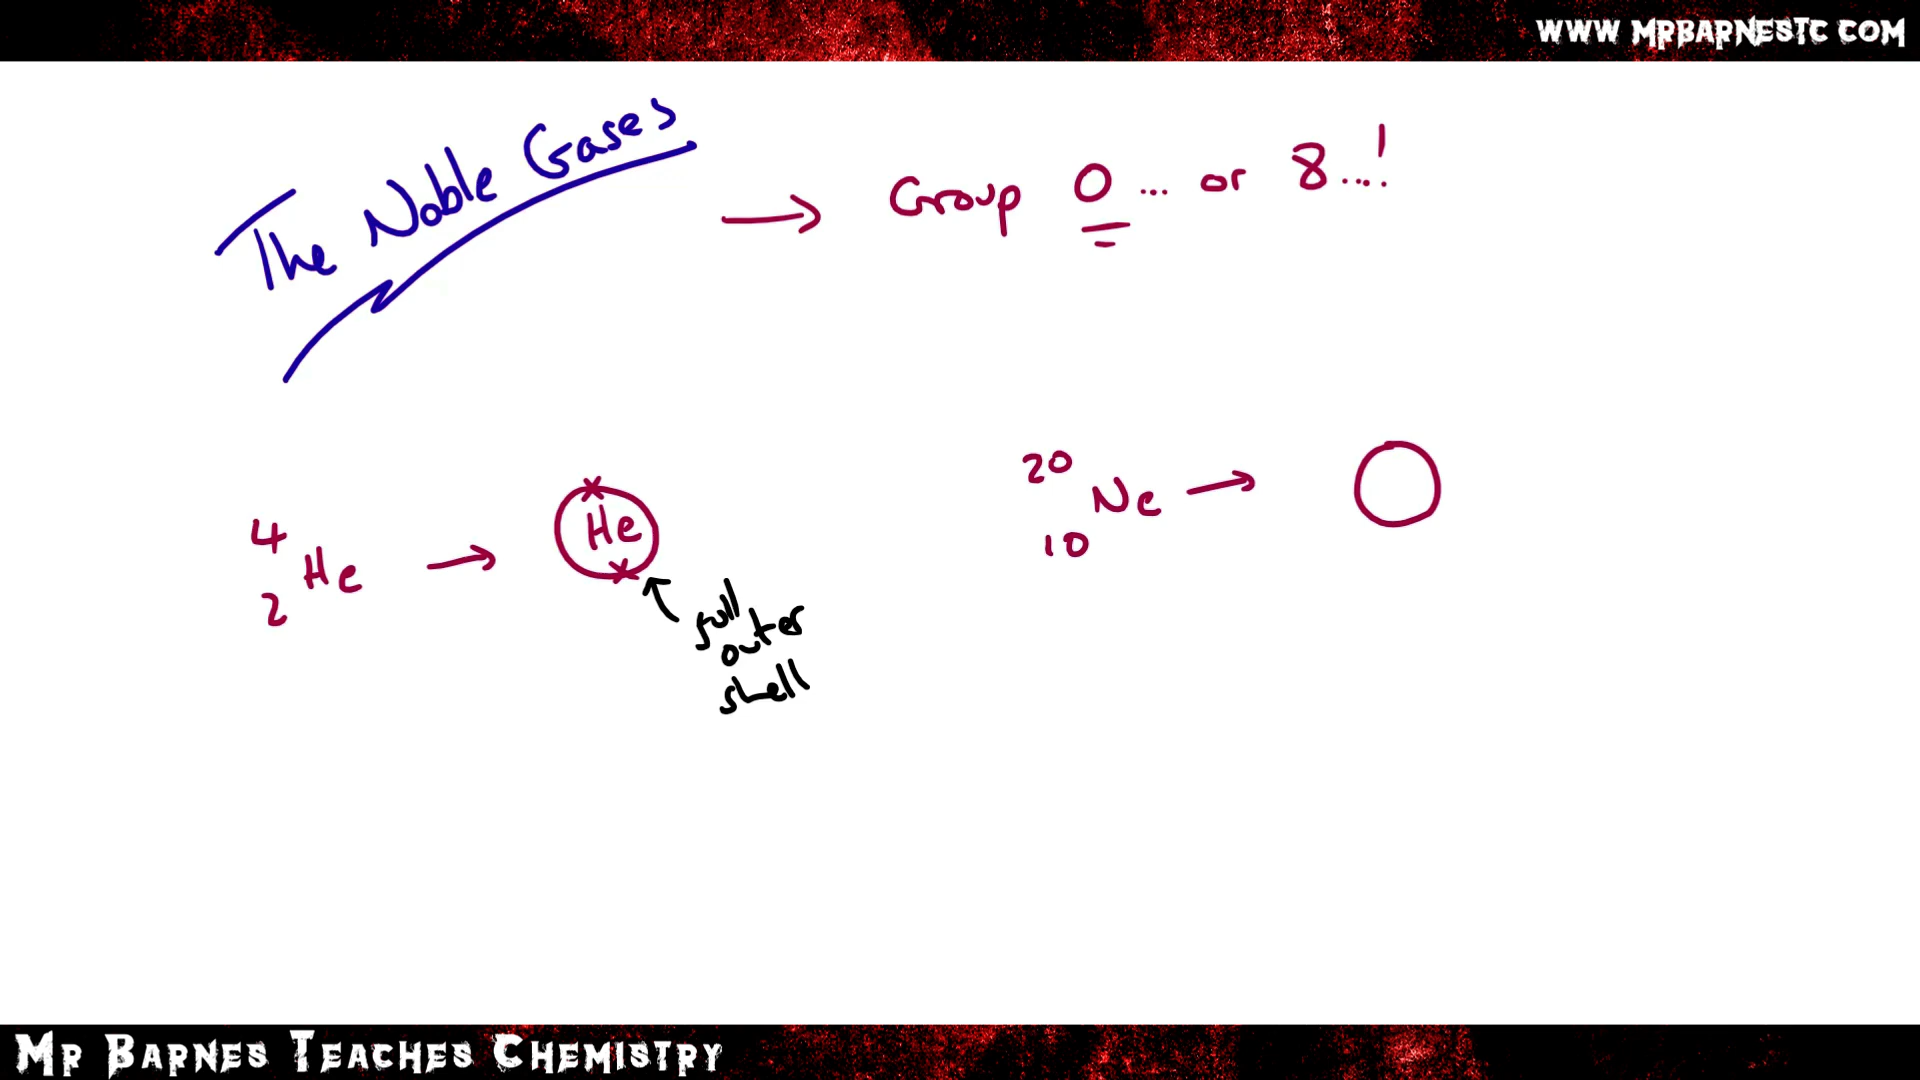 WWW MRBARNESTC COM
The Noble Gases → Group 0 ... or 8....!
4
2 He → He
full
outer
shell
20
10 Ne →
Mr Barnes Teaches Chemistry